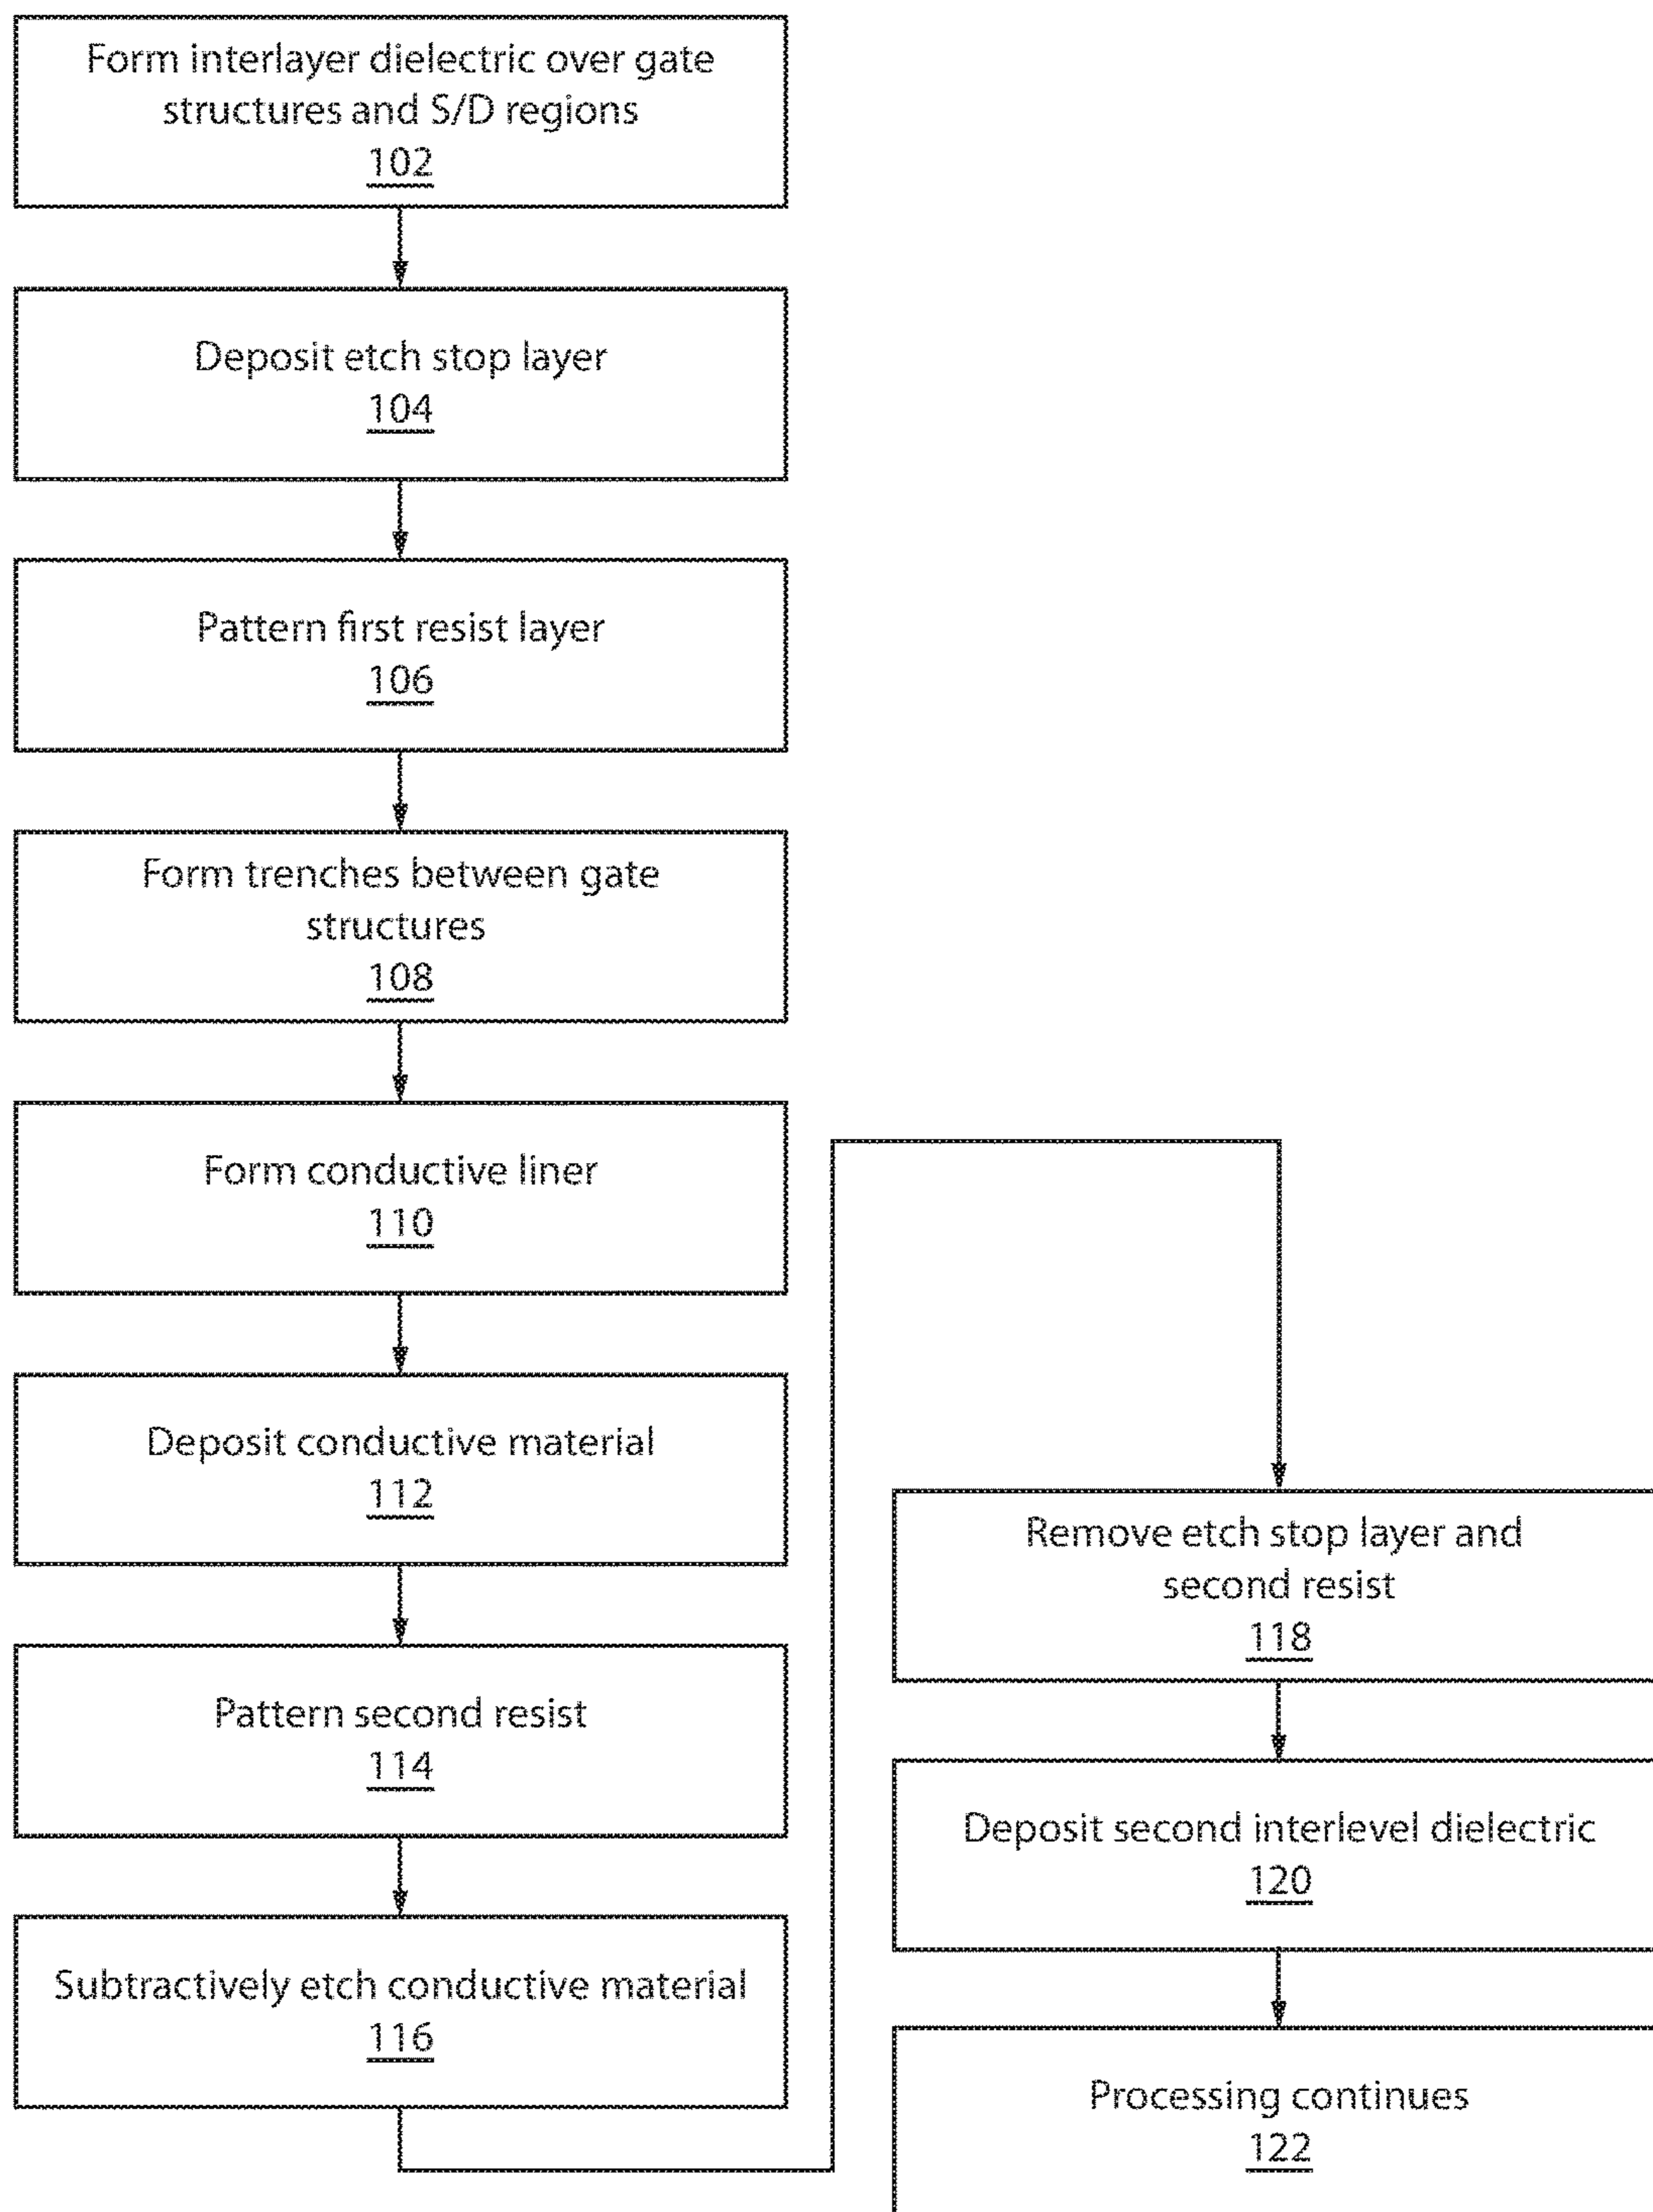 Form interlayer dielectric over gate
structures and S/D regions
102
Deposit etch stop layer
104
Pattern first resist layer
106
Form trenches between gate
structures
108
Form conductive liner
110
Deposit conductive material
112
Pattern second resist
114
Subtractively etch conductive material
116
Remove etch stop layer and
second resist
118
Deposit second interlevel dielectric
120
Processing continues
122